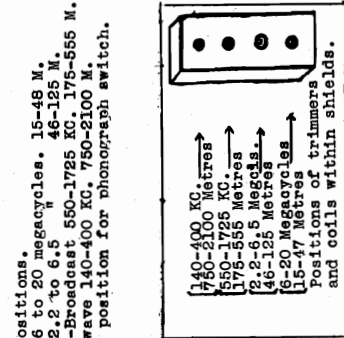 ositions.
6 to 20 megacycles. 15-48 M.
2.2 to 6.5 " 46-125 M.
-Broadcast 550-1725 KC. 175-555 M.
wave 140-400 KC. 750-2100 M.
position for phonograph switch.
140-400 KC.
750-2100 Metres
550-1725 KC.
175-555 Metres
2.2-6.5 Megcls.
46-125 Metres
6-20 Megacycles
15-47 Metres
Positions of trimmers
and coils within shields.